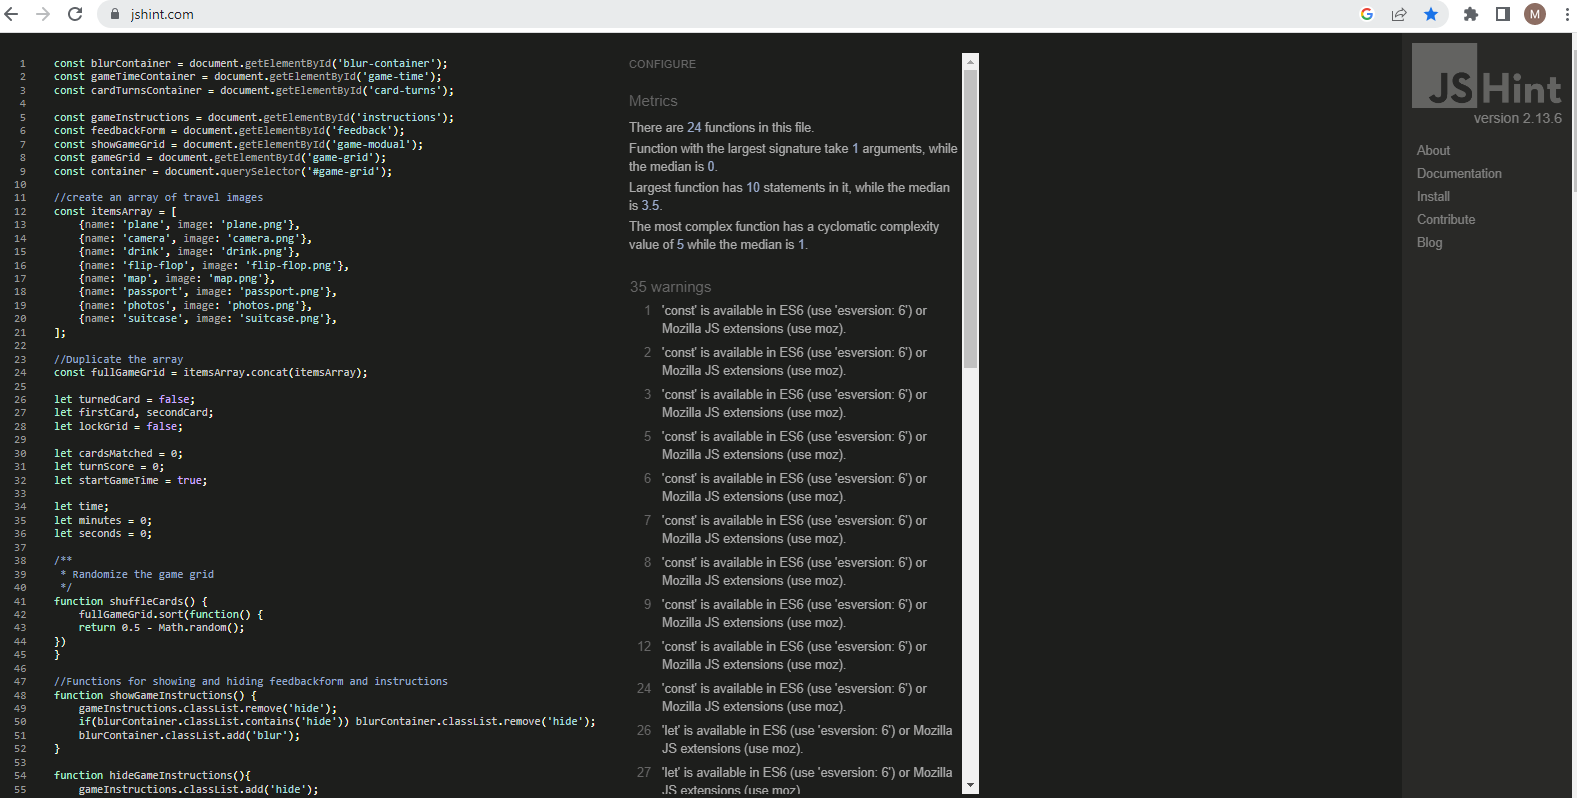 jshint.com
M
1 const blurContainer = document.getElementById('blur-container');
2 const gameTimeContainer = document.getElementById('game-time');
3 const cardTurnsContainer = document.getElementById('card-turns');
4
5 const gameInstructions = document.getElementById('instructions');
6 const feedbackForm = document.getElementById('feedback');
7 const showGameGrid = document.getElementById('game-modual');
8 const gameGrid = document.getElementById('game-grid');
9 const container = document.querySelector('#game-grid');
10
11 //create an array of travel images
12 const itemsArray = [
13 {name: 'plane', image: 'plane.png'},
14 {name: 'camera', image: 'camera.png'},
15 {name: 'drink', image: 'drink.png'},
16 {name: 'flip-flop', image: 'flip-flop.png'},
17 {name: 'map', image: 'map.png'},
18 {name: 'passport', image: 'passport.png'},
19 {name: 'photos', image: 'photos.png'},
20 {name: 'suitcase', image: 'suitcase.png'},
21 ];
22
23 //Duplicate the array
24 const fullGameGrid = itemsArray.concat(itemsArray);
25
26 let turnedCard = false;
27 let firstCard, secondCard;
28 let lockGrid = false;
29
30 let cardsMatched = 0;
31 let turnScore = 0;
32 let startGameTime = true;
33
34 let time;
35 let minutes = 0;
36 let seconds = 0;
37
38 /**
39 * Randomize the game grid
40 */
41 function shuffleCards() {
42 fullGameGrid.sort(function() {
43 return 0.5 - Math.random();
44 })
45 }
46
47 //Functions for showing and hiding feedbackform and instructions
48 function showGameInstructions() {
49 gameInstructions.classList.remove('hide');
50 if(blurContainer.classList.contains('hide')) blurContainer.classList.remove('hide');
51 blurContainer.classList.add('blur');
52 }
53
54 function hideGameInstructions(){
55 gameInstructions.classList.add('hide');
CONFIGURE
Metrics
There are 24 functions in this file.
Function with the largest signature take 1 arguments, while
the median is 0.
Largest function has 10 statements in it, while the median
is 3.5.
The most complex function has a cyclomatic complexity
value of 5 while the median is 1.
35 warnings
1 'const' is available in ES6 (use 'esversion: 6') or
Mozilla JS extensions (use moz).
2 'const' is available in ES6 (use 'esversion: 6') or
Mozilla JS extensions (use moz).
3 'const' is available in ES6 (use 'esversion: 6') or
Mozilla JS extensions (use moz).
5 'const' is available in ES6 (use 'esversion: 6') or
Mozilla JS extensions (use moz).
6 'const' is available in ES6 (use 'esversion: 6') or
Mozilla JS extensions (use moz).
7 'const' is available in ES6 (use 'esversion: 6') or
Mozilla JS extensions (use moz).
8 'const' is available in ES6 (use 'esversion: 6') or
Mozilla JS extensions (use moz).
9 'const' is available in ES6 (use 'esversion: 6') or
Mozilla JS extensions (use moz).
12 'const' is available in ES6 (use 'esversion: 6') or
Mozilla JS extensions (use moz).
24 'const' is available in ES6 (use 'esversion: 6') or
Mozilla JS extensions (use moz).
26 'let' is available in ES6 (use 'esversion: 6') or Mozilla
JS extensions (use moz).
27 'let' is available in ES6 (use 'esversion: 6') or Mozilla
JS extensions (use moz)
JSHint
version 2.13.6
About
Documentation
Install
Contribute
Blog